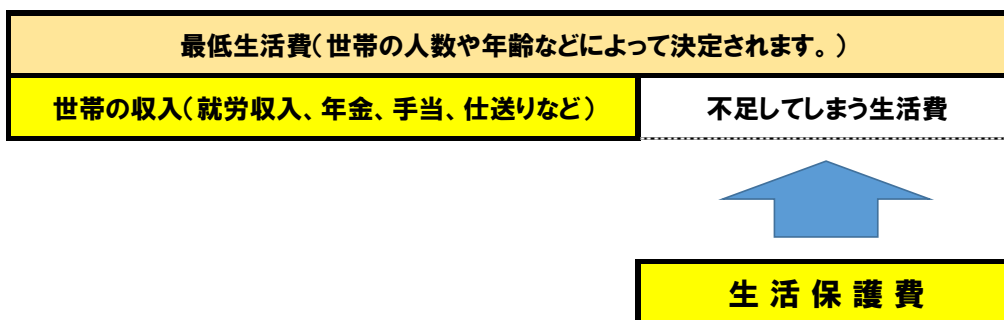 最低生活費（世帯の人数や年齢などによって決定されます。）
世帯の収入（就労収入、年金、手当、仕送りなど）
不足してしまう生活費
生活保護費